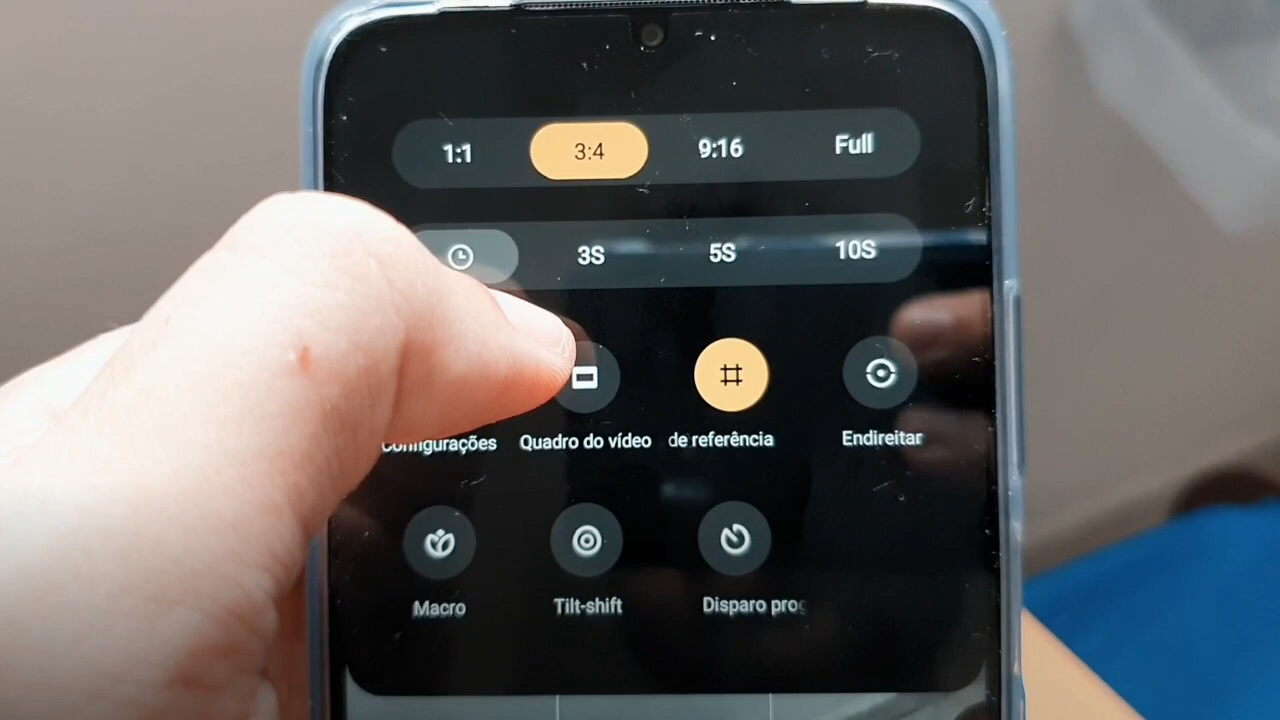 1:1 3:4 9:16 Full
3S 5S 10S
Configurações Quadro do vídeo de referência Endireitar
Macro Tilt-shift Disparo prog